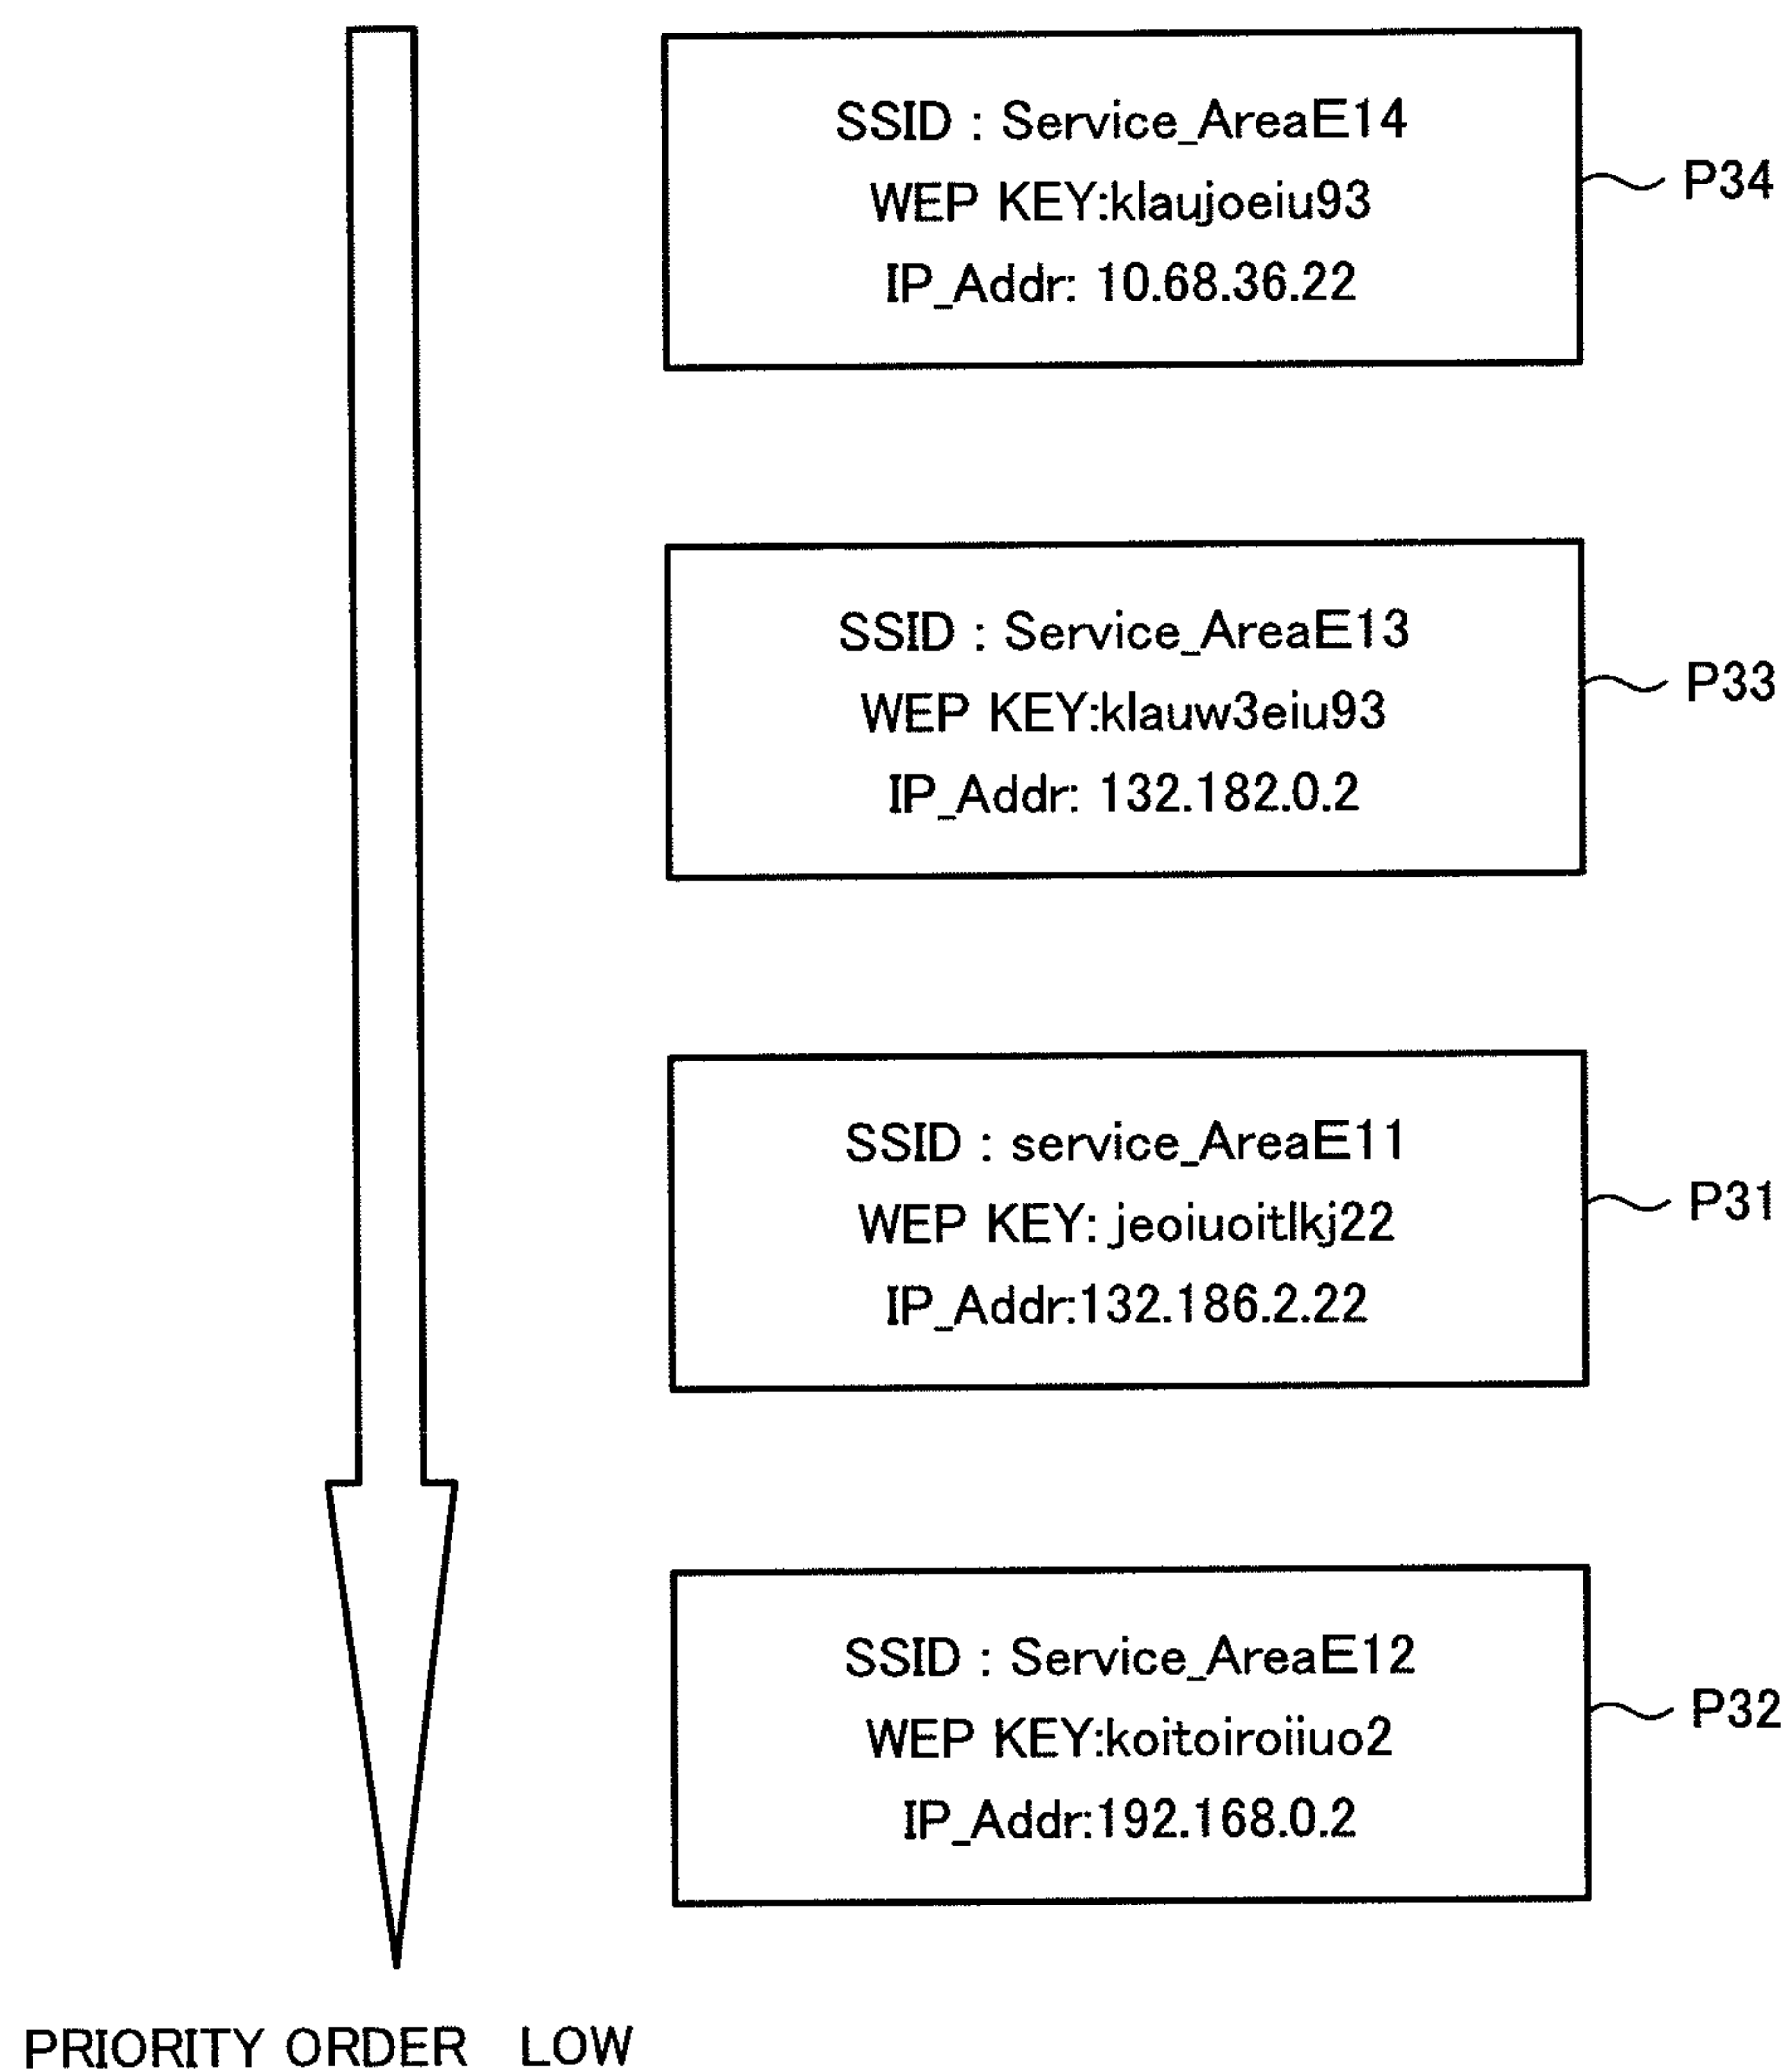 SSID : Service_AreaE14
WEP KEY:klaujoeiu93
IP_Addr: 10.68.36.22
P34
SSID : Service_AreaE13
WEP KEY:klauw3eiu93
IP_Addr: 132.182.0.2
P33
SSID : service_AreaE11
WEP KEY: jeoiuoitlkj22
IP_Addr:132.186.2.22
P31
SSID : Service_AreaE12
WEP KEY:koitoiroiiuo2
IP_Addr:192.168.0.2
P32
PRIORITY ORDER LOW